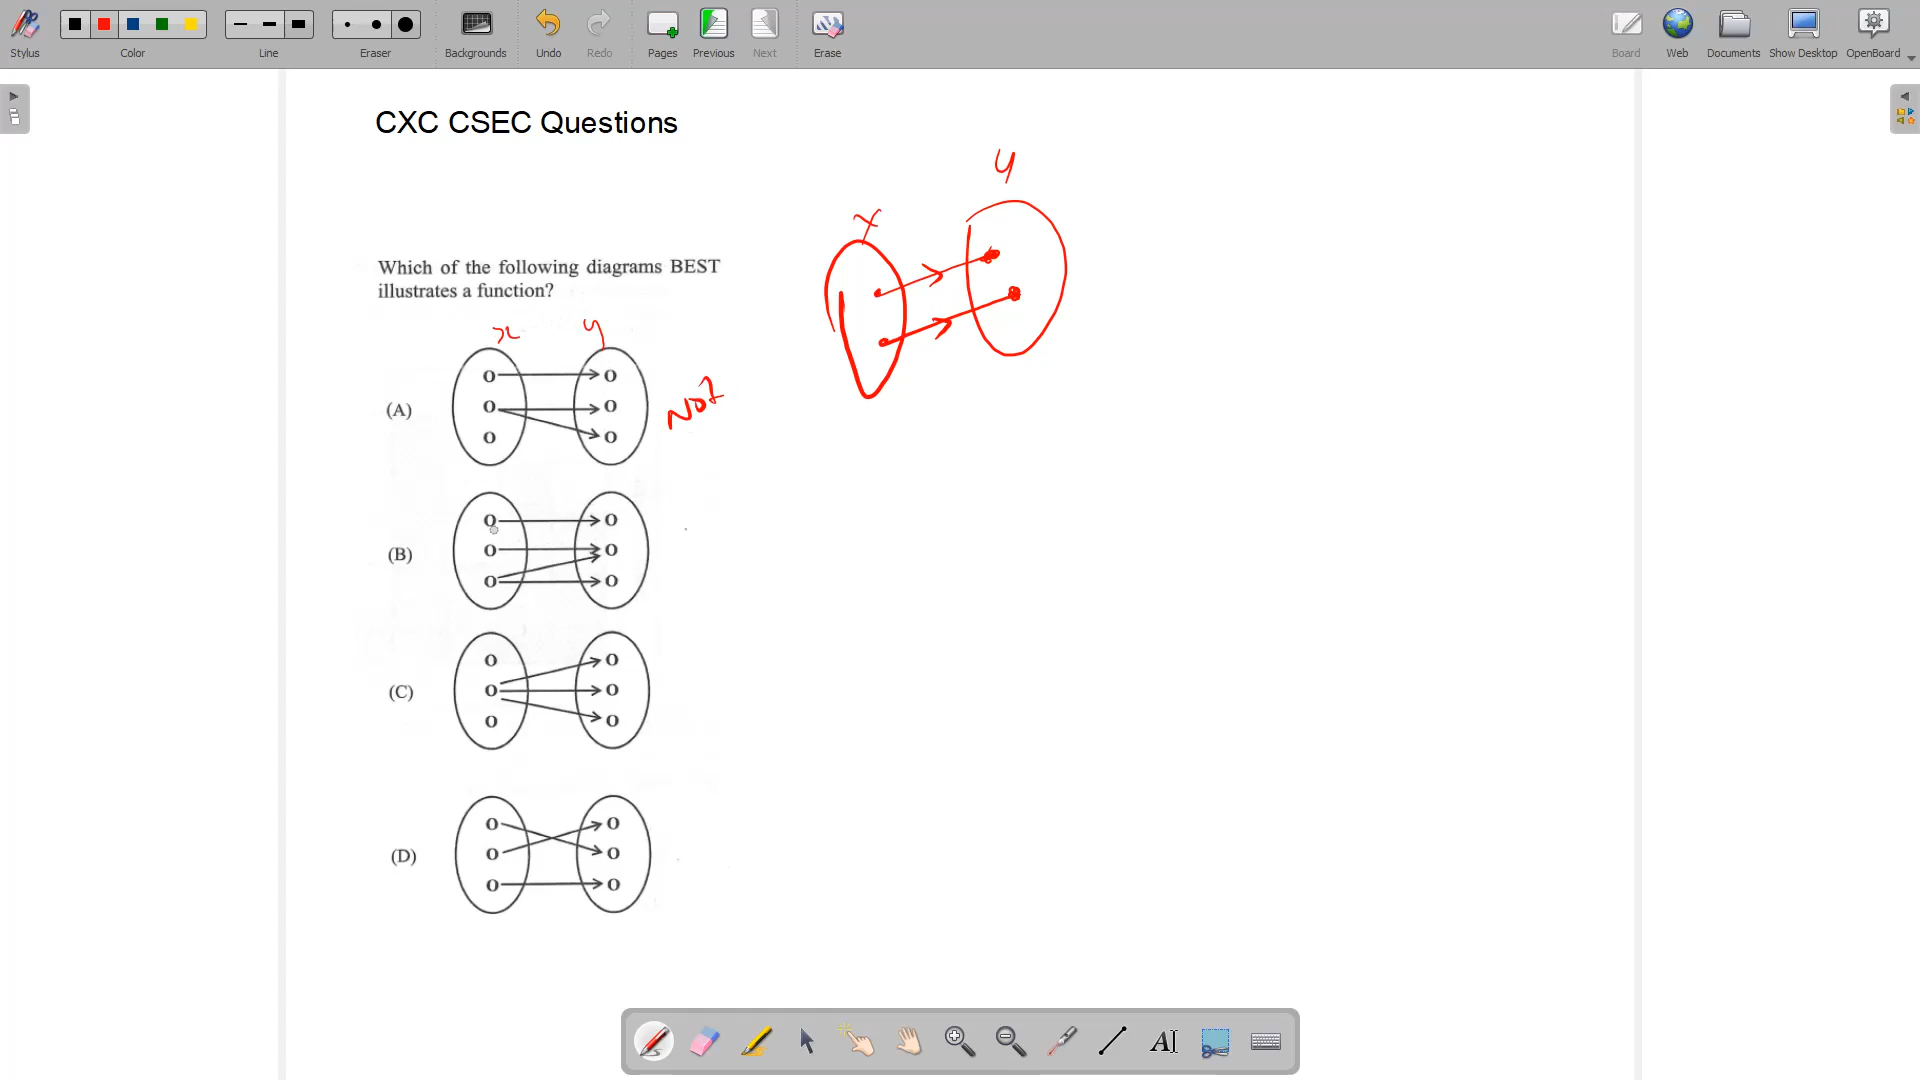 Stylus
Color
Line
Eraser
Backgrounds
Undo
Redo
Pages
Previous
Next
Erase
Board
Web
Documents
Show Desktop
OpenBoard
CXC CSEC Questions
y
x
Which of the following diagrams BEST
illustrates a function?
x y
(A) o o
o o
o o
Not
(B) o o
o o
o o
(C) o o
o o
o o
(D) o o
o o
o o